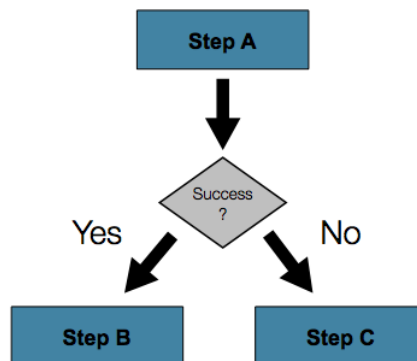 Step A
Success
?
Yes
No
Step B
Step C